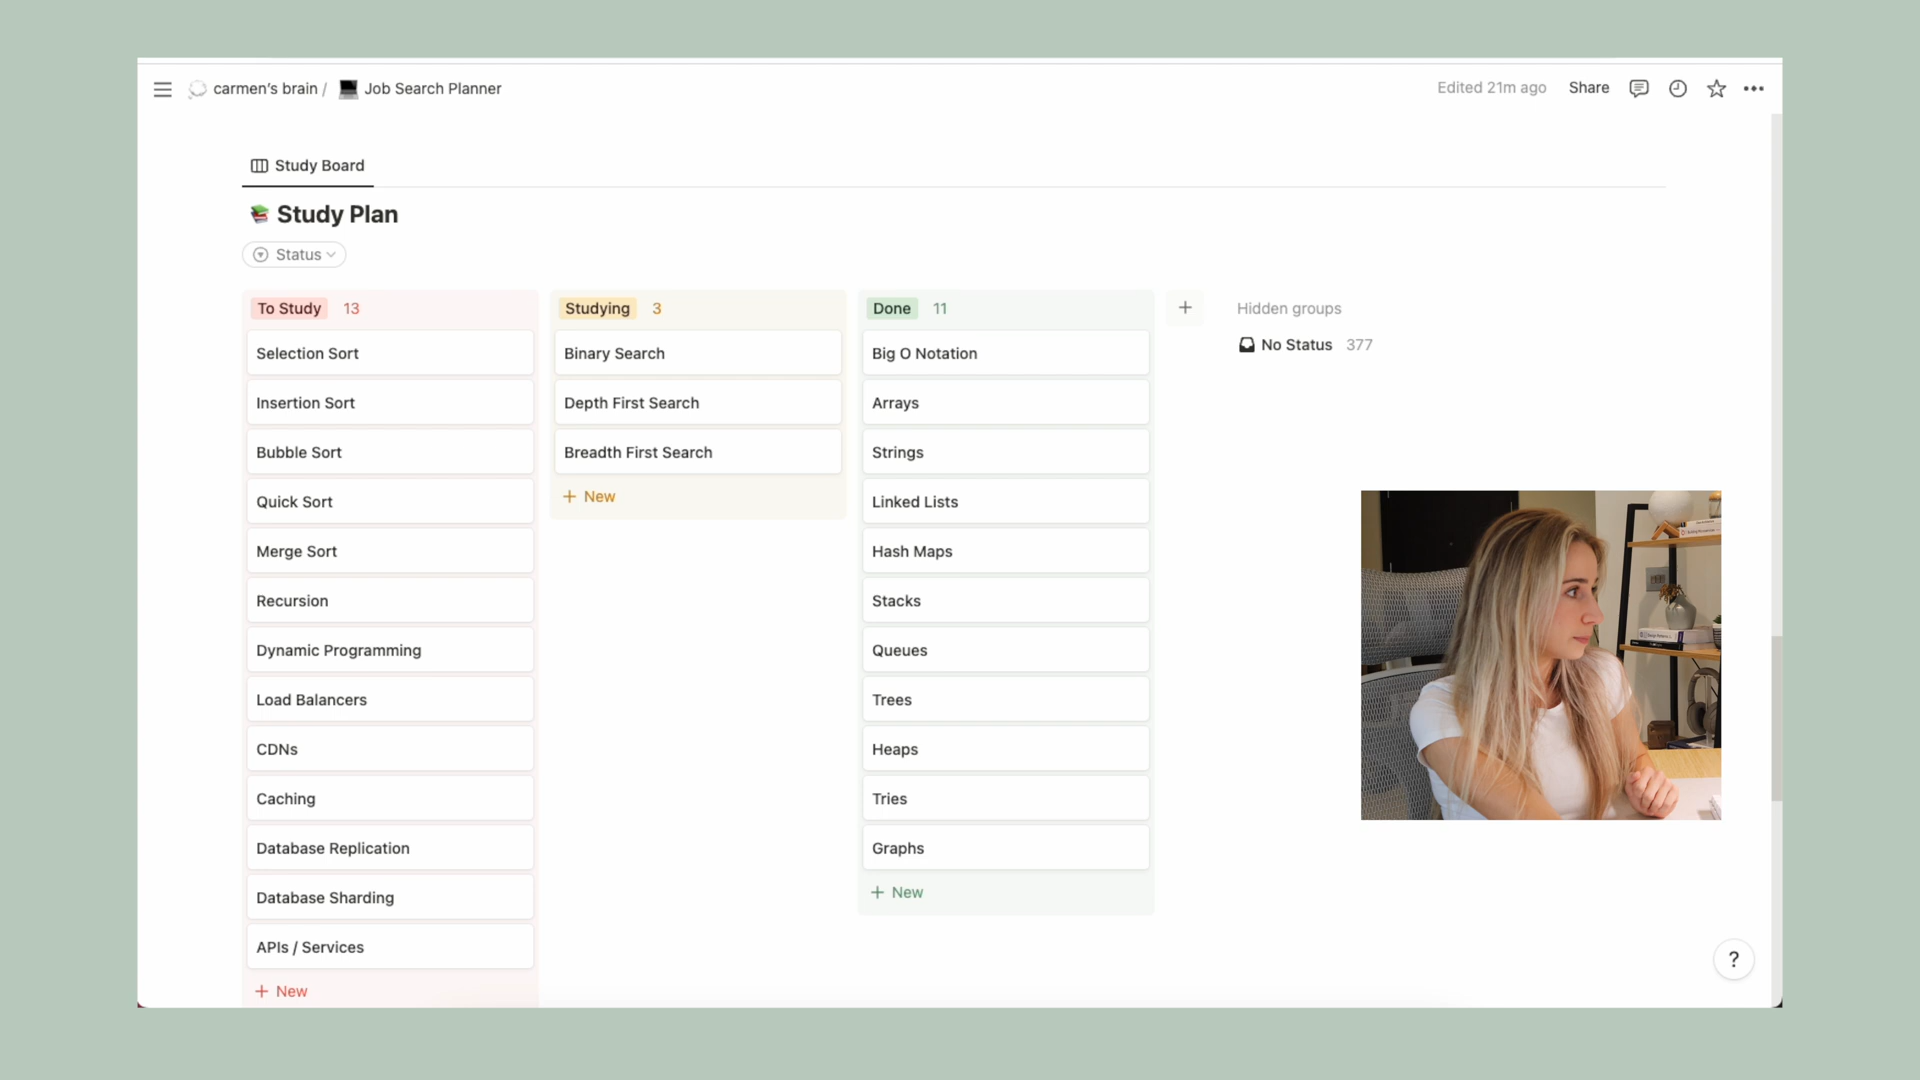 carmen's brain / Job Search Planner
Edited 21m ago Share
Study Board
Study Plan
Status
To Study 13
Selection Sort
Insertion Sort
Bubble Sort
Quick Sort
Merge Sort
Recursion
Dynamic Programming
Load Balancers
CDNs
Caching
Database Replication
Database Sharding
APIs / Services
+ New
Studying 3
Binary Search
Depth First Search
Breadth First Search
+ New
Done 11
Big O Notation
Arrays
Strings
Linked Lists
Hash Maps
Stacks
Queues
Trees
Heaps
Tries
Graphs
+ New
+
Hidden groups
No Status 377
?